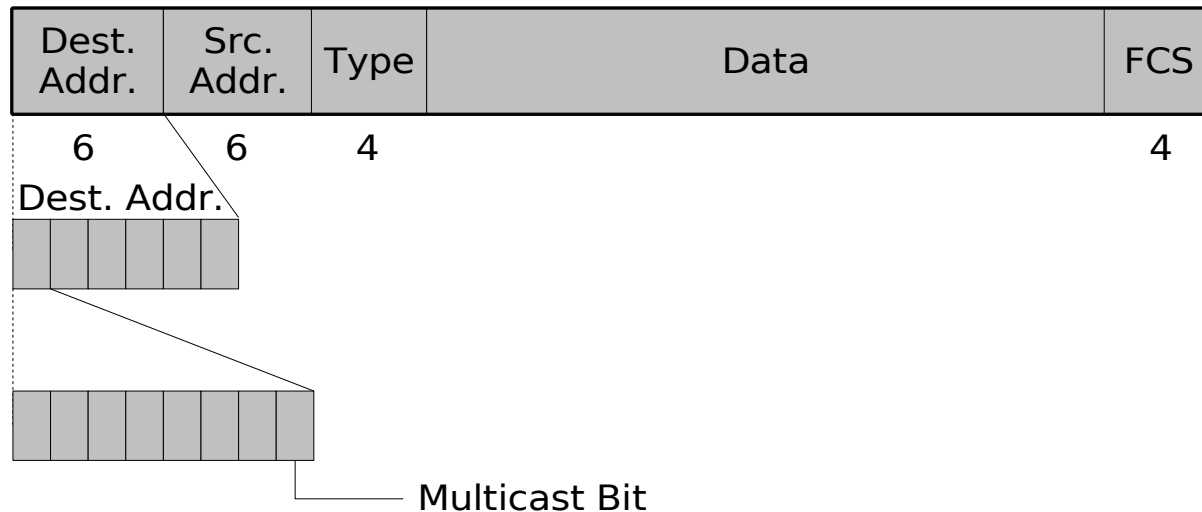 Dest.
Addr.
Src.
Addr.
Type
Data
FCS
6
6
4
4
Dest. Addr.
Multicast Bit